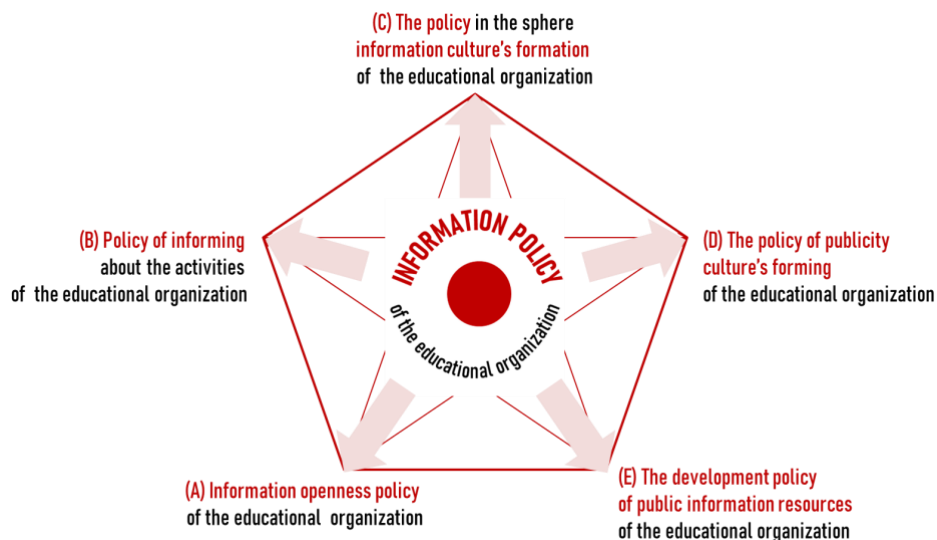 (C) The policy in the sphere
information culture's formation
of the educational organization
(B) Policy of informing
about the activities
of the educational organization
INFORMATION POLICY
of the educational organization
(D) The policy of publicity
culture's forming
of the educational organization
(A) Information openness policy
of the educational organization
(E) The development policy
of public information resources
of the educational organization